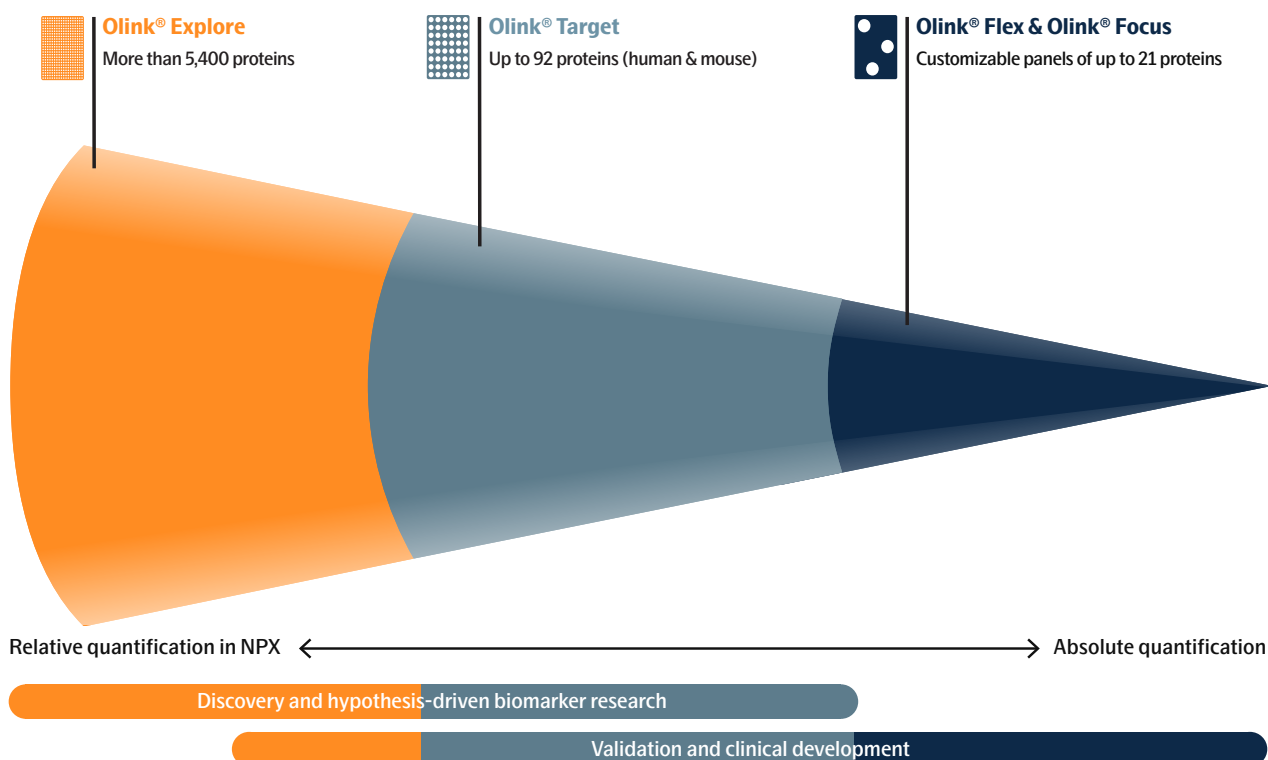 Olink® Explore
More than 5,400 proteins
Olink® Target
Up to 92 proteins (human & mouse)
Olink® Flex & Olink® Focus
Customizable panels of up to 21 proteins
Relative quantification in NPX
Absolute quantification
Discovery and hypothesis-driven biomarker research
Validation and clinical development